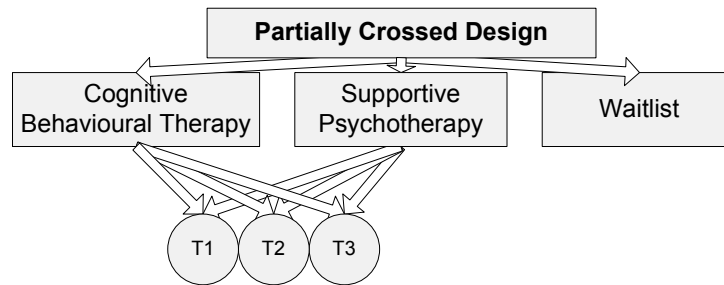 Partially Crossed Design
Cognitive
Behavioural Therapy
Supportive
Psychotherapy
Waitlist
T1
T2
T3